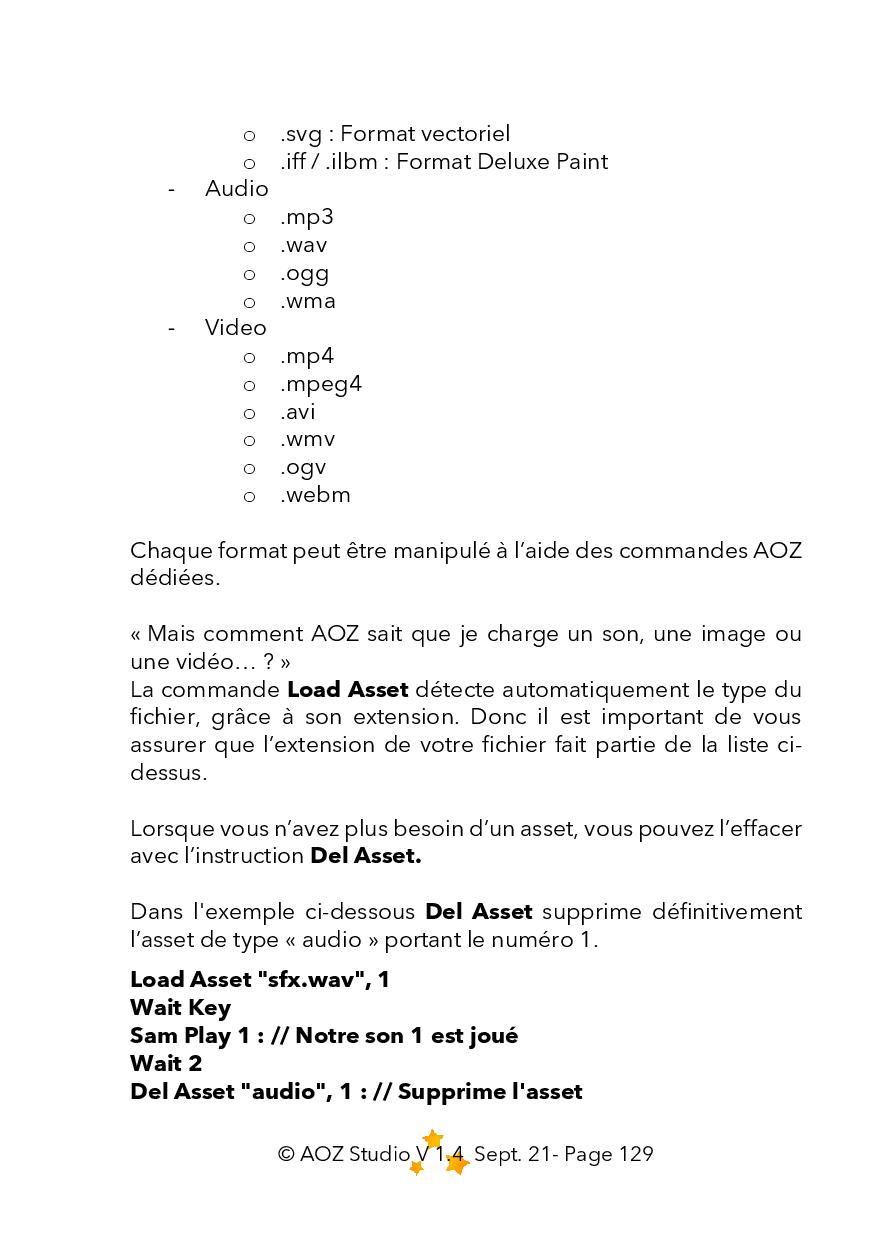 o .svg : Format vectoriel
o .iff / .ilbm : Format Deluxe Paint
- Audio
o .mp3
o .wav
o .ogg
o .wma
- Video
o .mp4
o .mpeg4
o .avi
o .wmv
o .ogv
o .webm
Chaque format peut être manipulé à l’aide des commandes AOZ
dédiées.
« Mais comment AOZ sait que je charge un son, une image ou
une vidéo… ? »
La commande Load Asset détecte automatiquement le type du
fichier, grâce à son extension. Donc il est important de vous
assurer que l’extension de votre fichier fait partie de la liste ci-
dessus.
Lorsque vous n’avez plus besoin d’un asset, vous pouvez l’effacer
avec l’instruction Del Asset.
Dans l'exemple ci-dessous Del Asset supprime définitivement
l’asset de type « audio » portant le numéro 1.
Load Asset "sfx.wav", 1
Wait Key
Sam Play 1 : // Notre son 1 est joué
Wait 2
Del Asset "audio", 1 : // Supprime l'asset
© AOZ Studio V 1.4 Sept. 21- Page 129